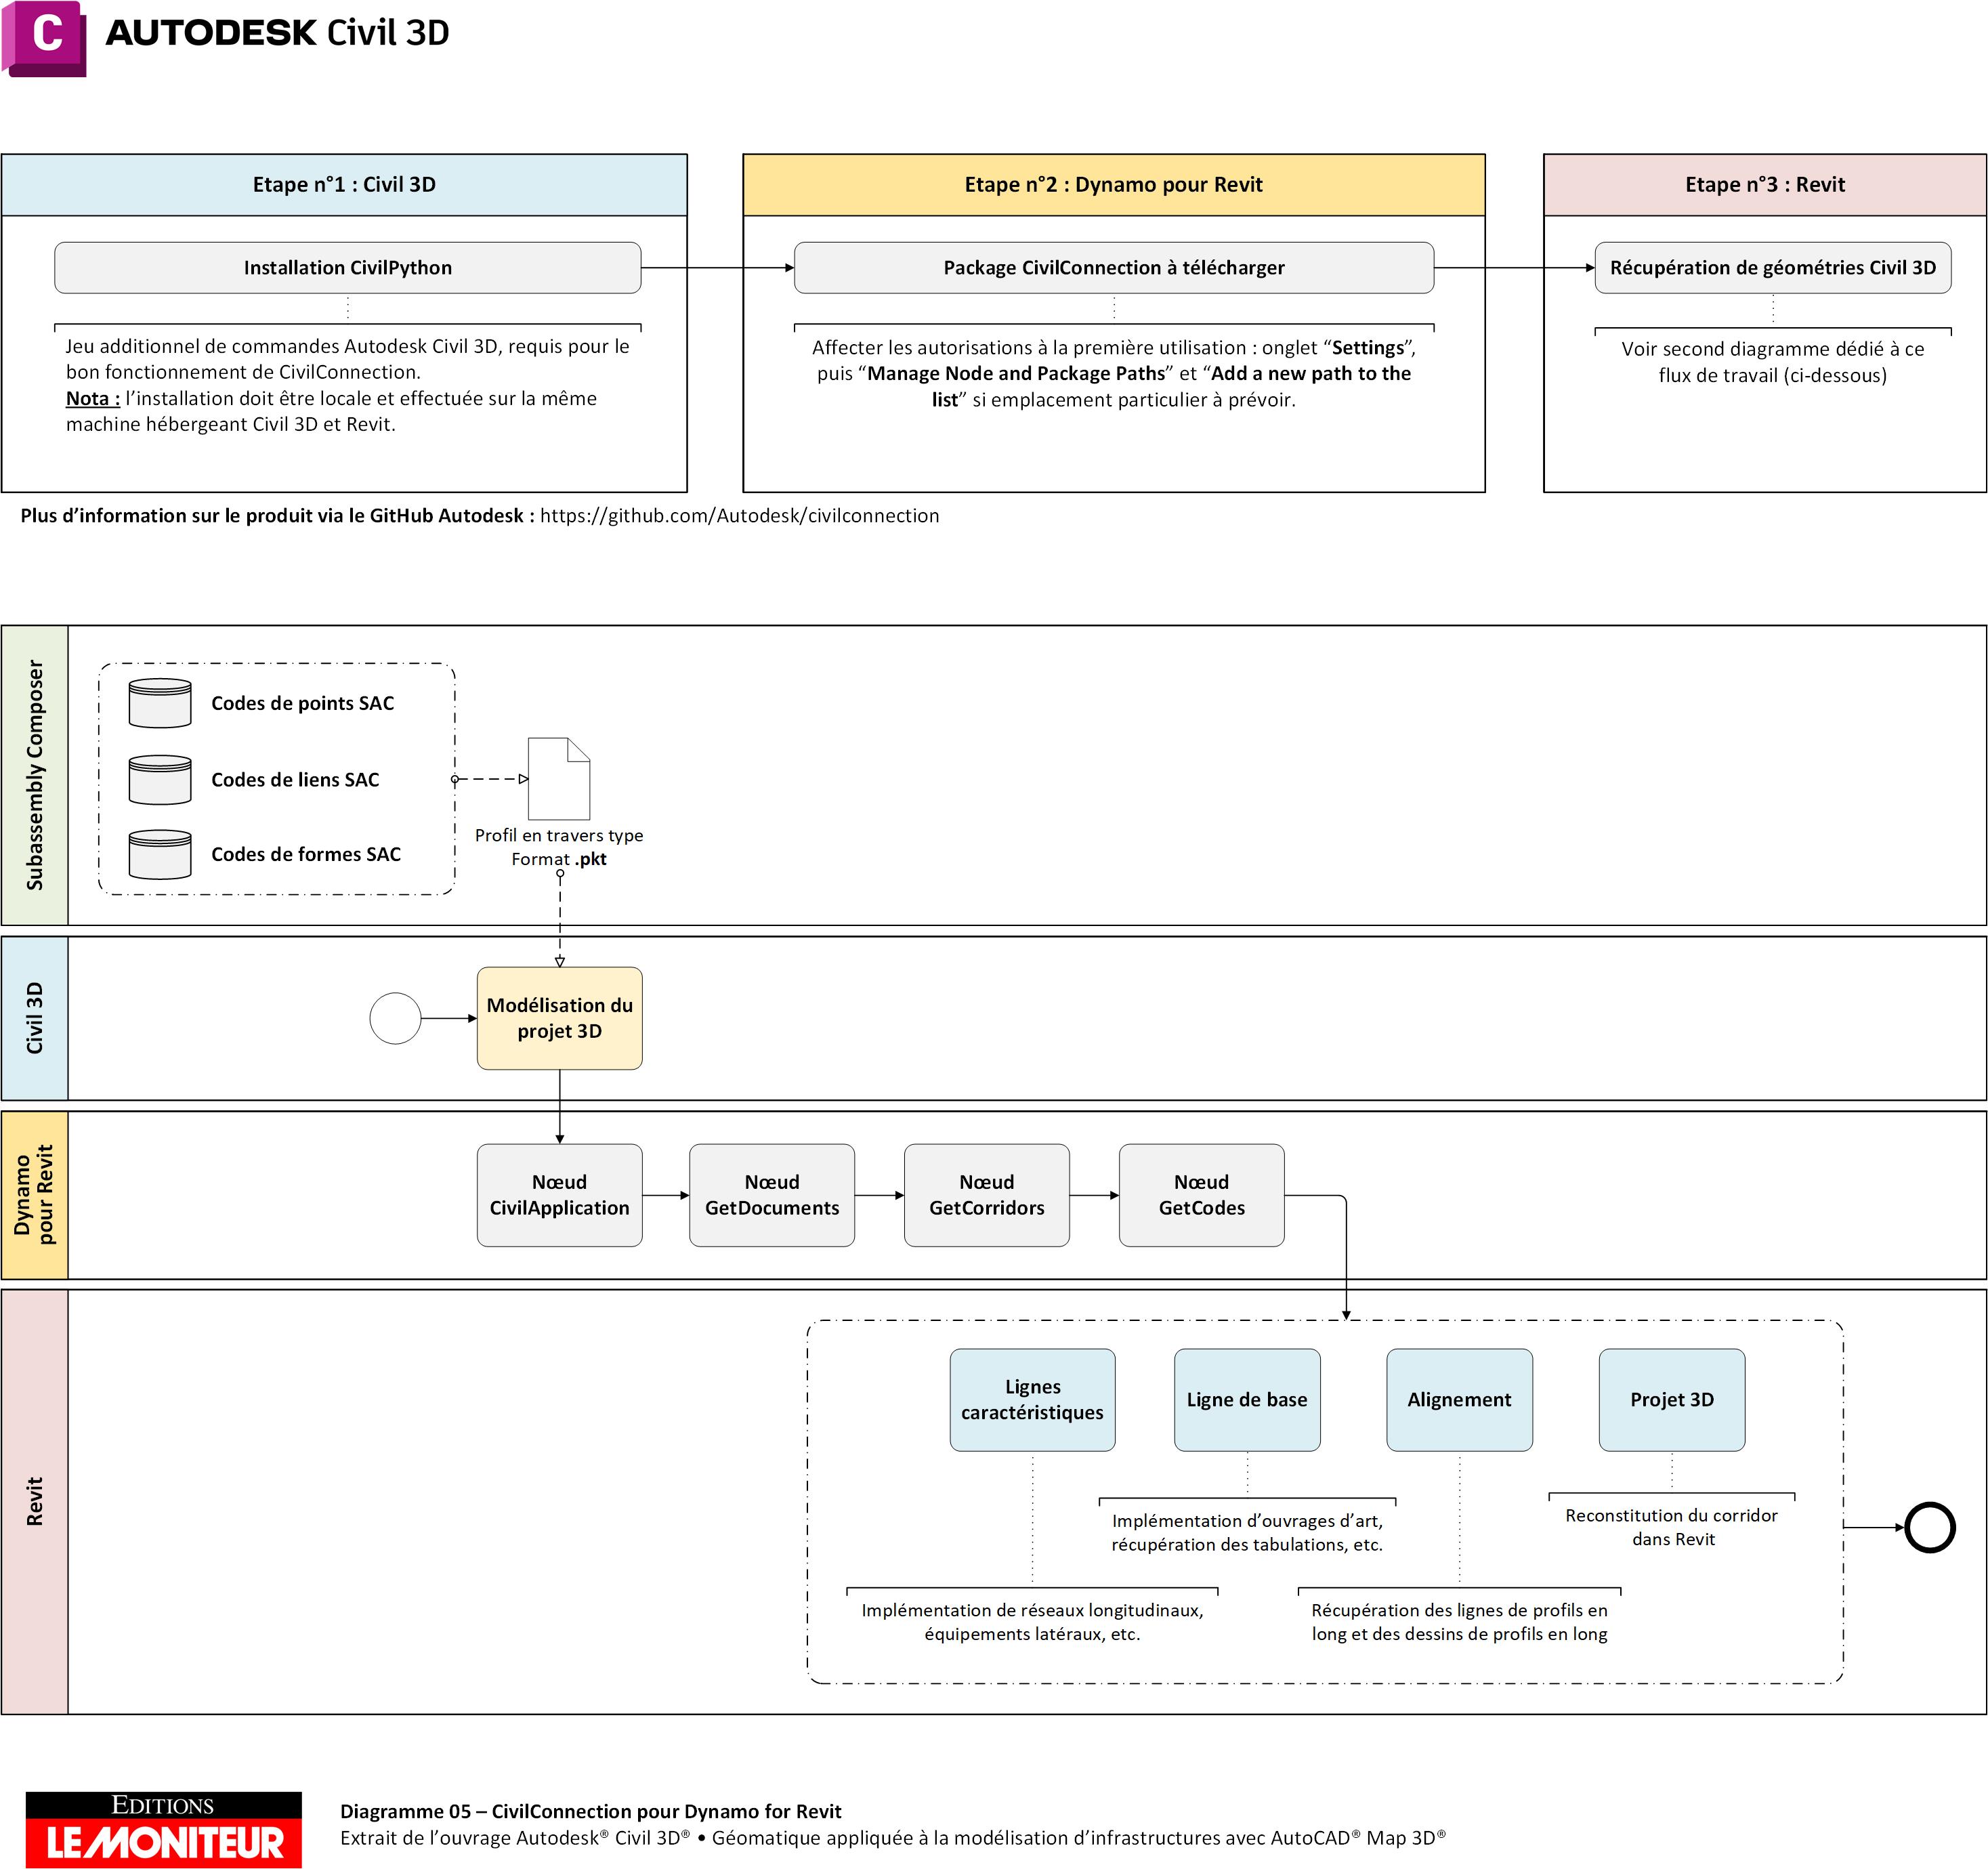 C
AUTODESK Civil 3D
Etape n°1 : Civil 3D
Installation CivilPython
Jeu additionnel de commandes Autodesk Civil 3D, requis pour le
bon fonctionnement de CivilConnection.
Nota : l’installation doit être locale et effectuée sur la même
machine hébergeant Civil 3D et Revit.
Etape n°2 : Dynamo pour Revit
Package CivilConnection à télécharger
Affecter les autorisations à la première utilisation : onglet “Settings”,
puis “Manage Node and Package Paths” et “Add a new path to the
list” si emplacement particulier à prévoir.
Etape n°3 : Revit
Récupération de géométries Civil 3D
Voir second diagramme dédié à ce
flux de travail (ci-dessous)
Plus d’information sur le produit via le GitHub Autodesk : https://github.com/Autodesk/civilconnection
Subassembly Composer
Codes de points SAC
Codes de liens SAC
Codes de formes SAC
Profil en travers type
Format .pkt
Civil 3D
Modélisation du
projet 3D
Dynamo
pour Revit
Nœud
CivilApplication
Nœud
GetDocuments
Nœud
GetCorridors
Nœud
GetCodes
Revit
Lignes
caractéristiques
Ligne de base
Alignement
Projet 3D
Implémentation d’ouvrages d’art,
récupération des tabulations, etc.
Reconstitution du corridor
dans Revit
Implémentation de réseaux longitudinaux,
équipements latéraux, etc.
Récupération des lignes de profils en
long et des dessins de profils en long
EDITIONS
LE MONITEUR
Diagramme 05 – CivilConnection pour Dynamo for Revit
Extrait de l’ouvrage Autodesk® Civil 3D® • Géomatique appliquée à la modélisation d’infrastructures avec AutoCAD® Map 3D®